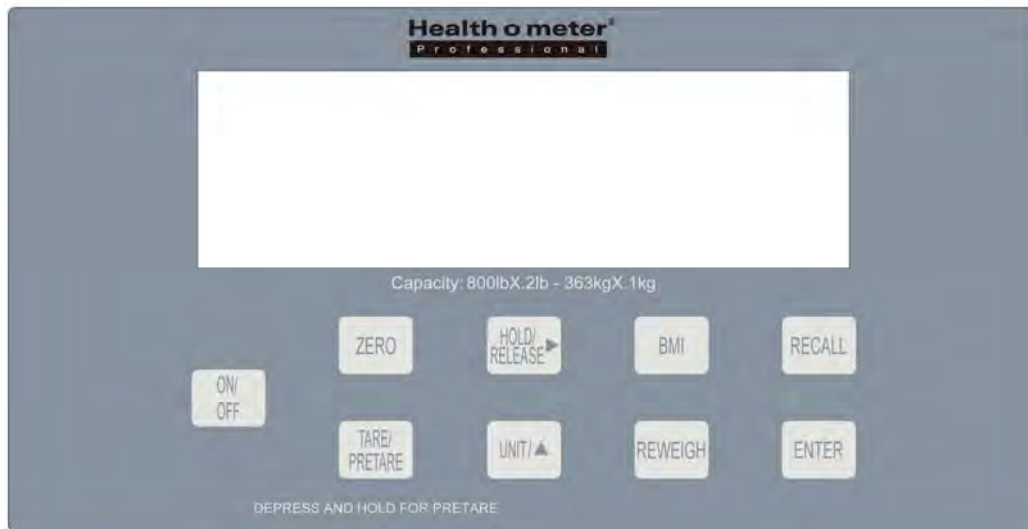 Health o meter®
Professional
Capacity: 800lbX.2lb - 363kgX.1kg
ZERO
HOLD/
RELEASE ▶
BMI
RECALL
ON/
OFF
TARE/
PRETARE
UNIT/▲
REWEIGH
ENTER
DEPRESS AND HOLD FOR PRETARE